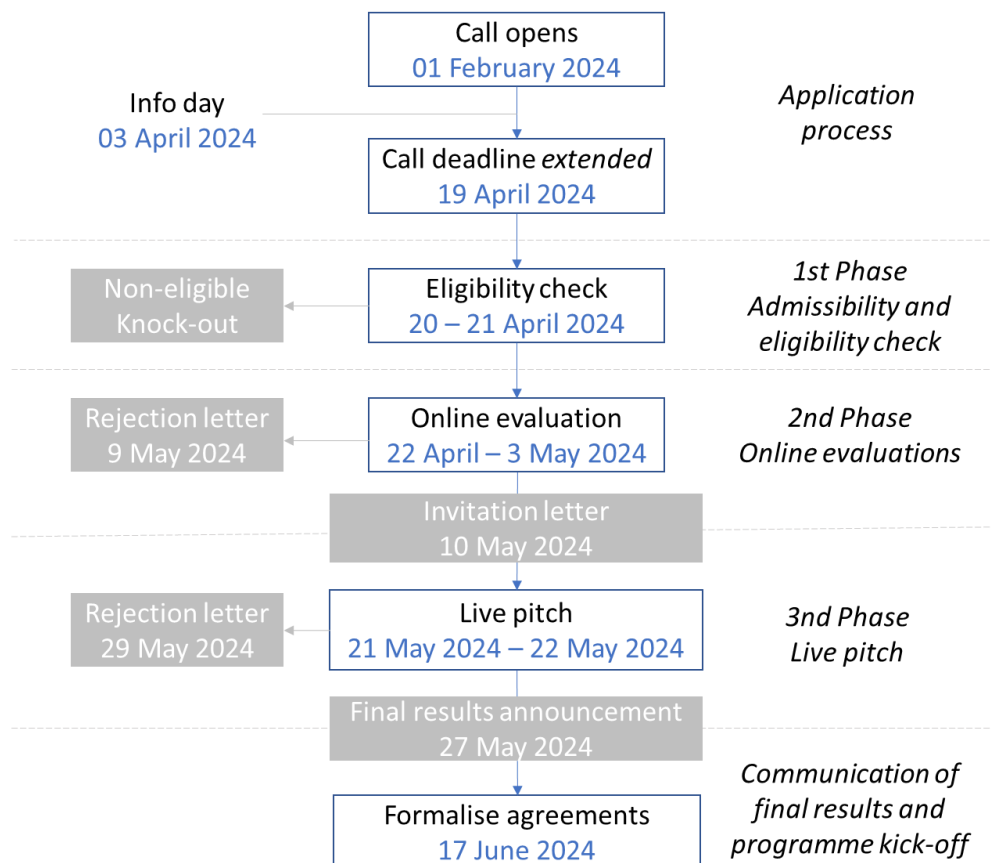 Call opens
01 February 2024
Info day
03 April 2024
Application
process
Call deadline extended
19 April 2024
Non-eligible
Knock-out
Eligibility check
20 – 21 April 2024
1st Phase
Admissibility and
eligibility check
Rejection letter
9 May 2024
Online evaluation
22 April – 3 May 2024
2nd Phase
Online evaluations
Invitation letter
10 May 2024
Rejection letter
29 May 2024
Live pitch
21 May 2024 – 22 May 2024
3nd Phase
Live pitch
Final results announcement
27 May 2024
Formalise agreements
17 June 2024
Communication of
final results and
programme kick-off